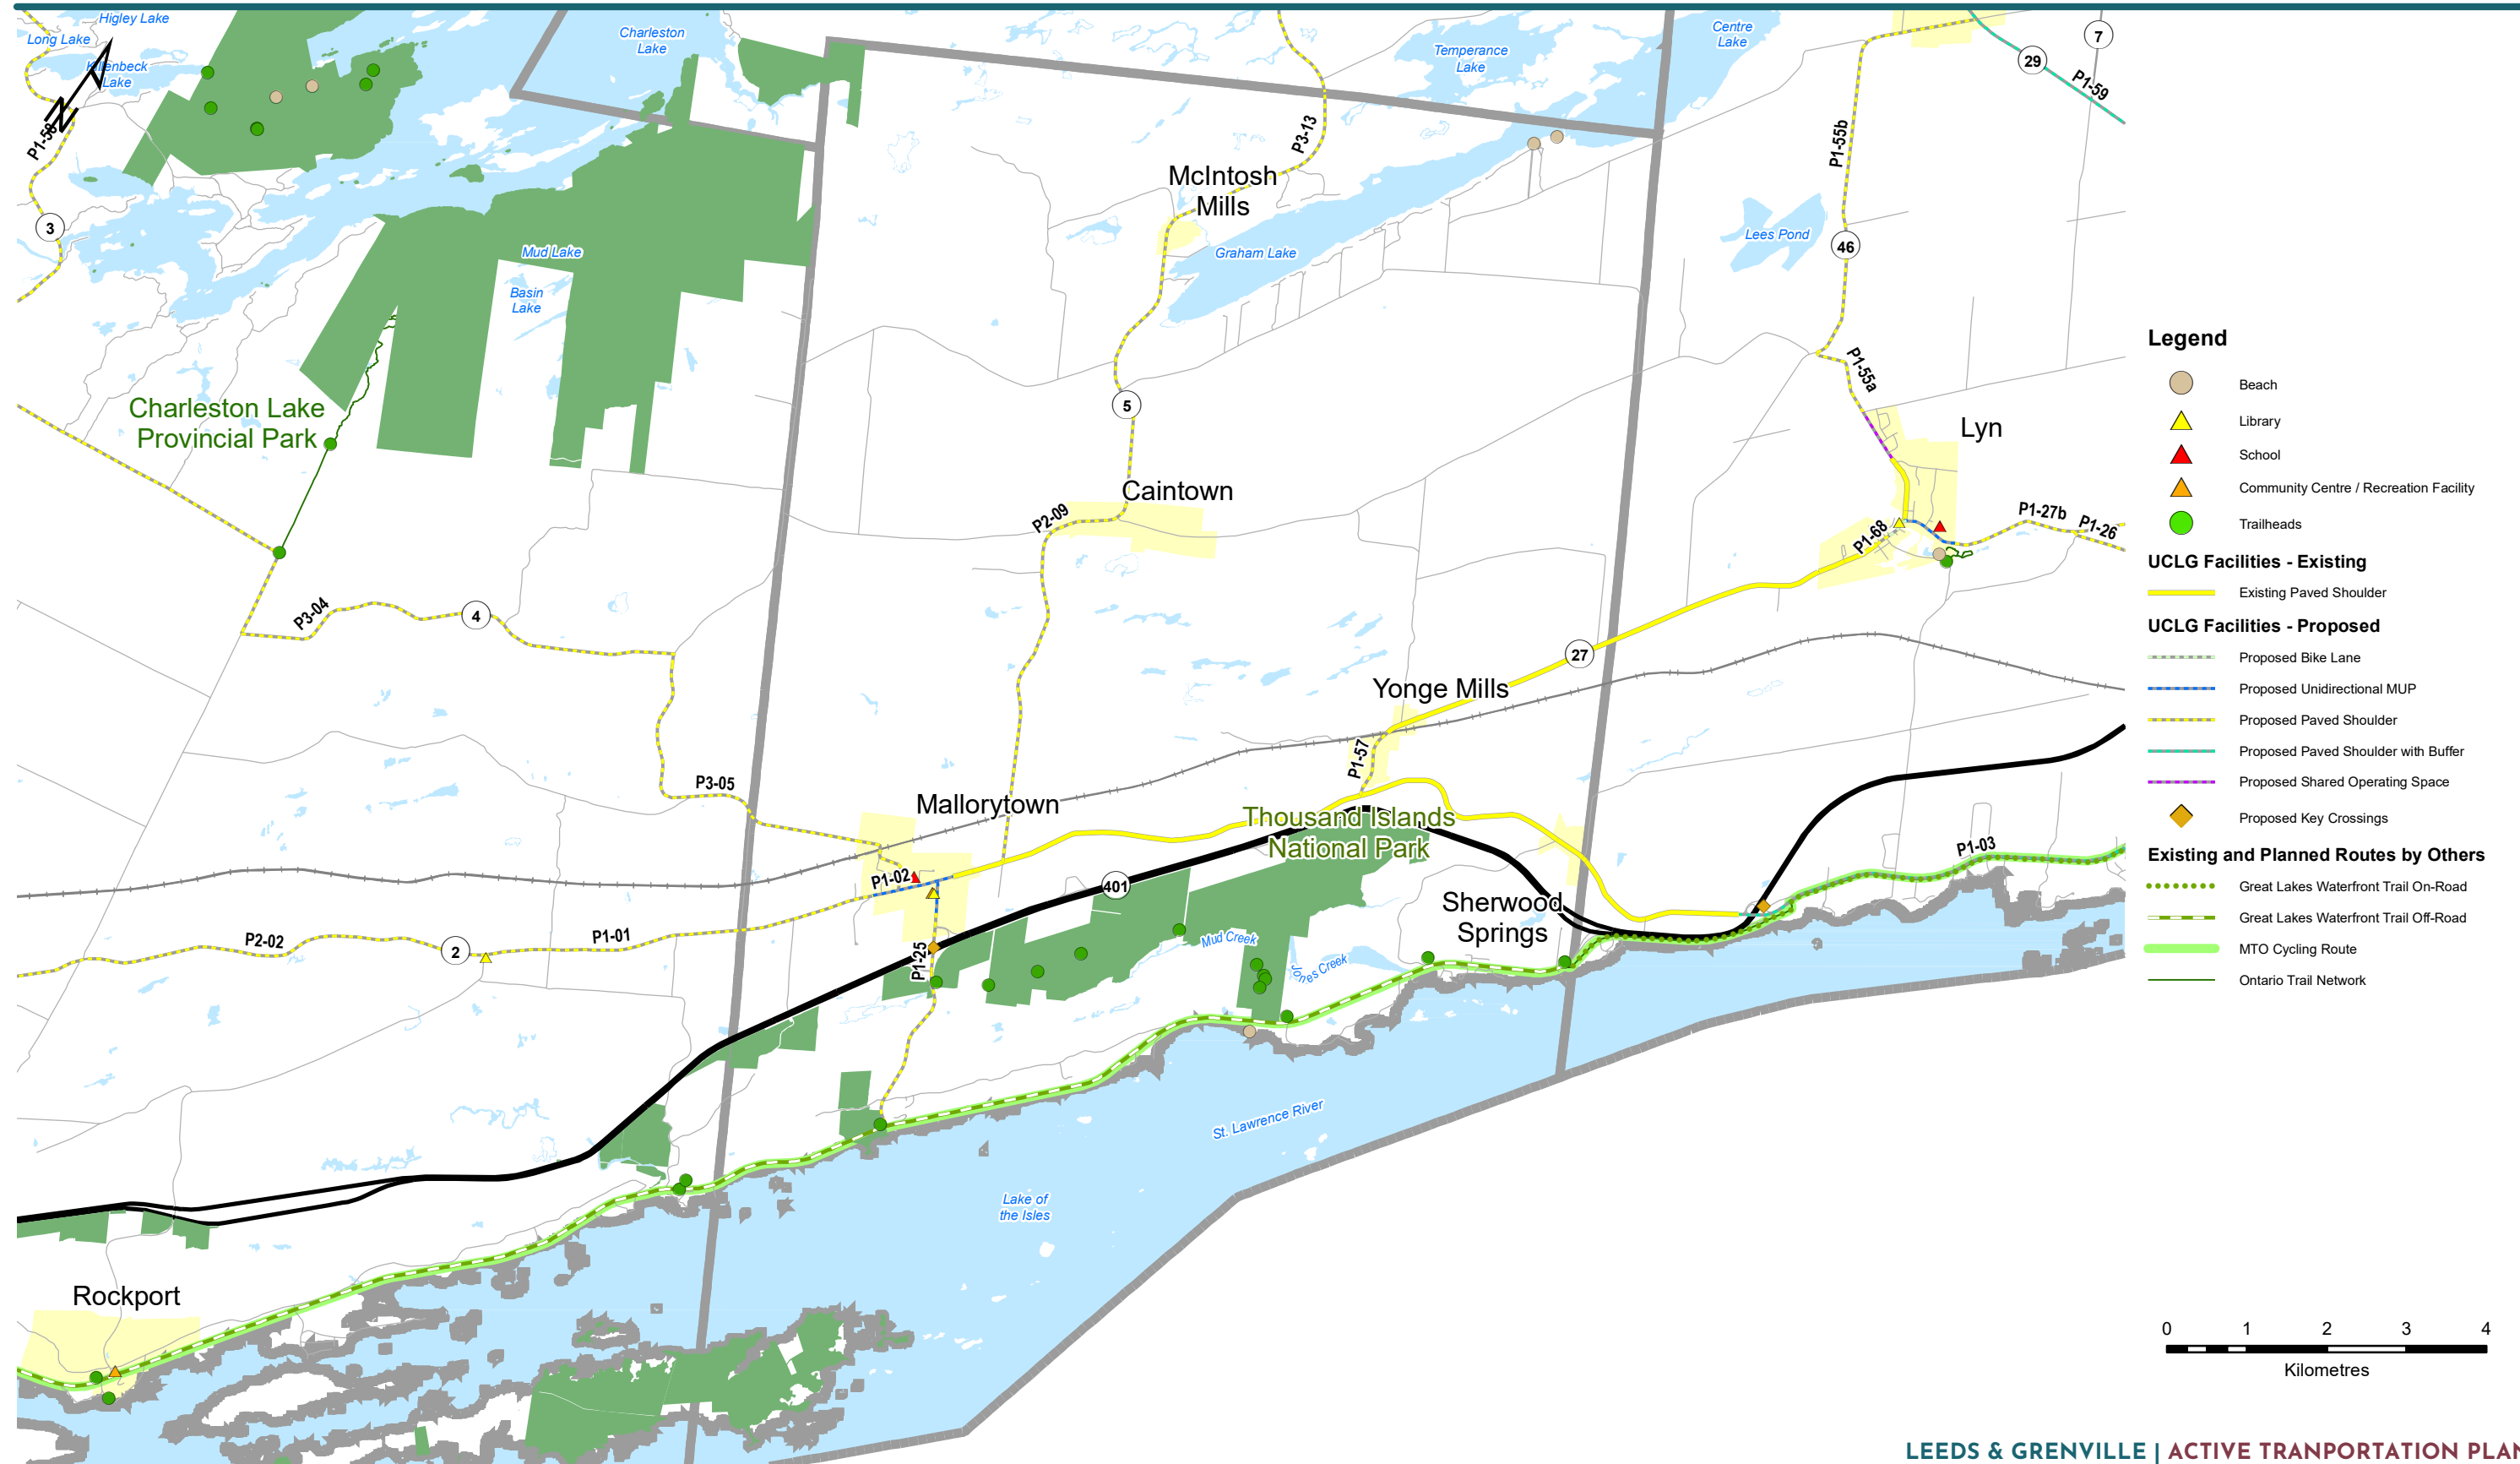 Higley Lake
Long Lake
Killenbeck
Lake
N
P1-58
3
Charleston
Lake
Temperance
Lake
Centre
Lake
7
29
P1-59
P3-13
P1-55b
McIntosh
Mills
Graham Lake
Lees Pond
46
Mud Lake
Basin
Lake
P1-55a
Charleston Lake
Provincial Park
5
Lyn
Caintown
P2-09
P1-68
P1-27b
P1-26
P3-04
4
27
Yonge Mills
P1-57
P3-05
Mallorytown
Thousand Islands
National Park
P1-02
401
P1-03
Sherwood
Springs
P2-02
2
P1-01
P1-25
Mud Creek
Jones Creek
St. Lawrence River
Lake of
the Isles
Rockport
Legend
Beach
Library
School
Community Centre / Recreation Facility
Trailheads
UCLG Facilities - Existing
Existing Paved Shoulder
UCLG Facilities - Proposed
Proposed Bike Lane
Proposed Unidirectional MUP
Proposed Paved Shoulder
Proposed Paved Shoulder with Buffer
Proposed Shared Operating Space
Proposed Key Crossings
Existing and Planned Routes by Others
Great Lakes Waterfront Trail On-Road
Great Lakes Waterfront Trail Off-Road
MTO Cycling Route
Ontario Trail Network
0 1 2 3 4
Kilometres
LEEDS & GRENVILLE | ACTIVE TRANPORTATION PLAN